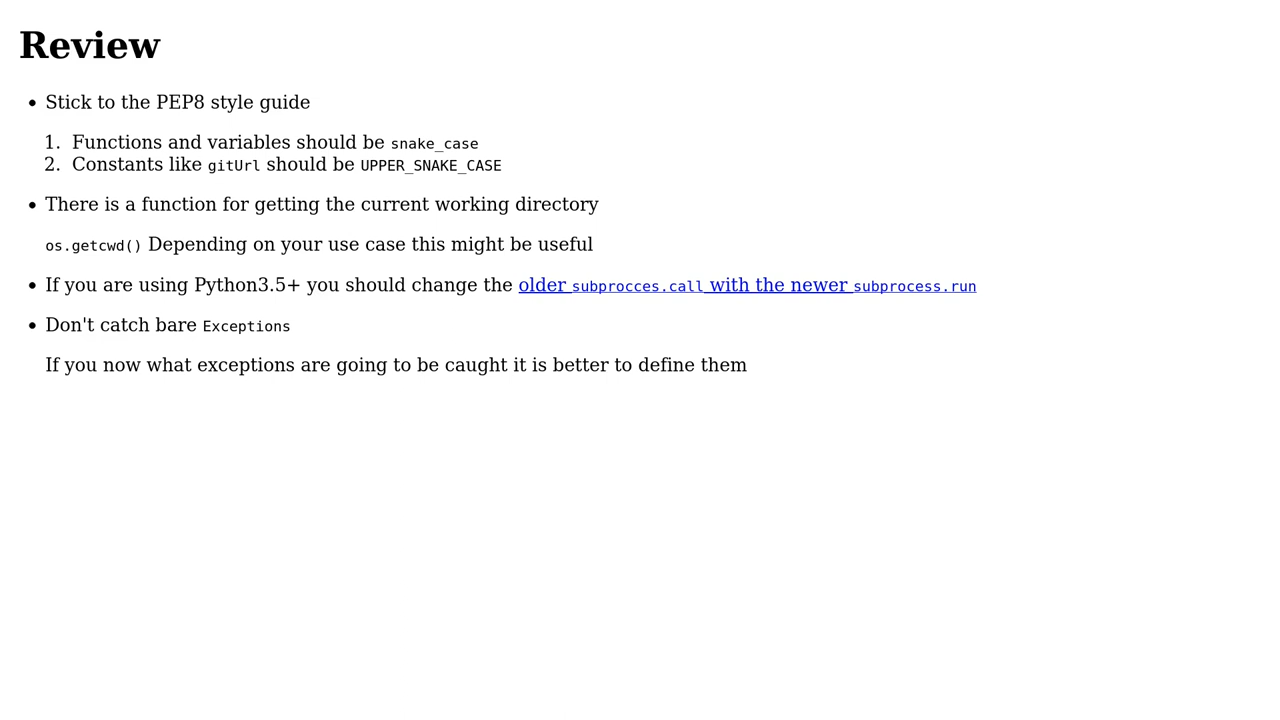 Review
• Stick to the PEP8 style guide
1. Functions and variables should be snake_case
2. Constants like gitUrl should be UPPER_SNAKE_CASE
• There is a function for getting the current working directory
os.getcwd() Depending on your use case this might be useful
• If you are using Python3.5+ you should change the older subprocces.call with the newer subprocess.run
• Don't catch bare Exceptions
If you now what exceptions are going to be caught it is better to define them